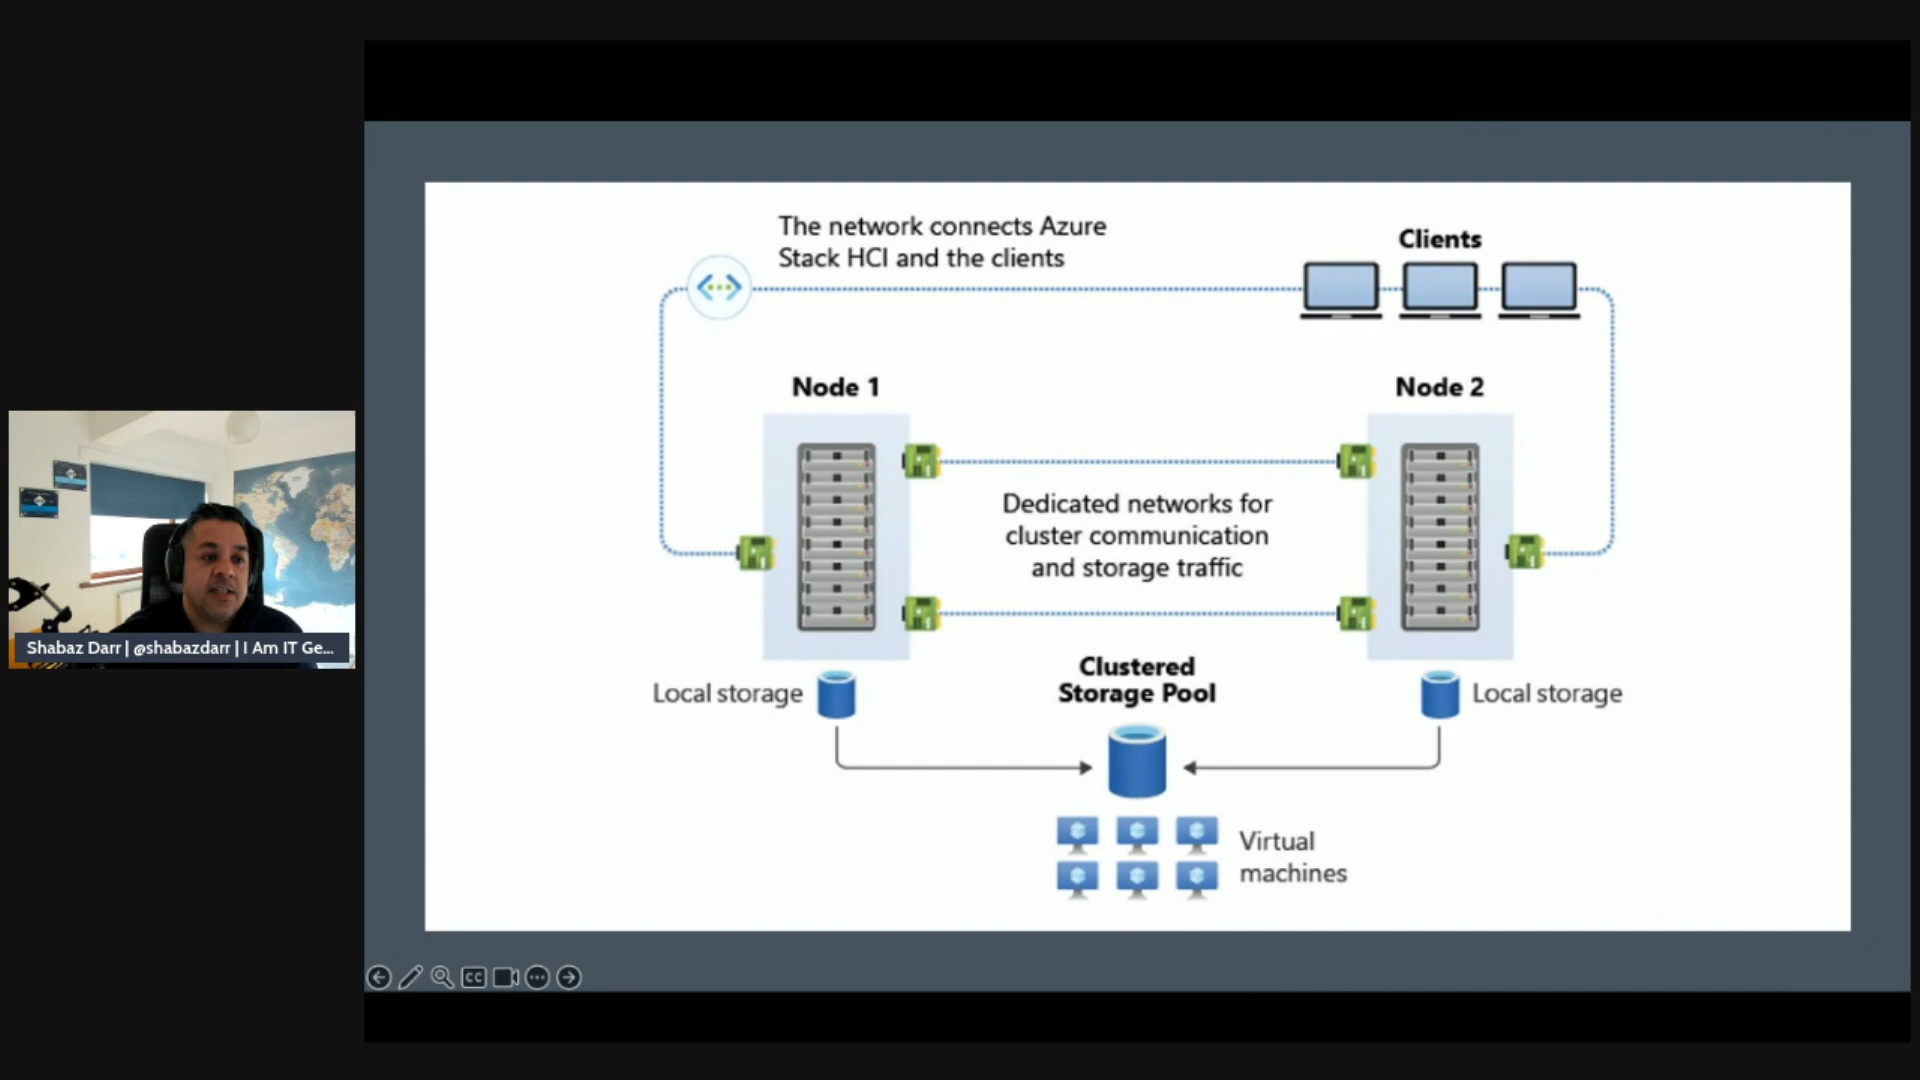 The network connects Azure
Stack HCI and the clients
Clients
Node 1
Node 2
Dedicated networks for
cluster communication
and storage traffic
Local storage
Clustered
Storage Pool
Local storage
Virtual
machines
Shabaz Darr | @shabazdarr | I Am IT Ge...
CC